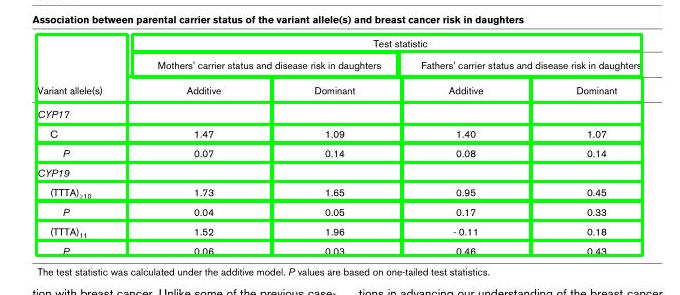 Association between parental carrier status of the variant allele(s) and breast cancer risk in daughters
Test statistic
Mothers' carrier status and disease risk in daughters Fathers' carrier status and disease risk in daughters
Variant allele(s) Additive Dominant Additive Dominant
CYP17
C 1.47 1.09 1.40 1.07
P 0.07 0.14 0.08 0.14
CYP19
(TTTA)≥10 1.73 1.65 0.95 0.45
P 0.04 0.05 0.17 0.33
(TTTA)11 1.52 1.96 - 0.11 0.18
P 0.06 0.03 0.46 0.43
The test statistic was calculated under the additive model. P values are based on one-tailed test statistics.
tion with breast cancer. Unlike some of the previous case- tions in advancing our understanding of the breast cancer